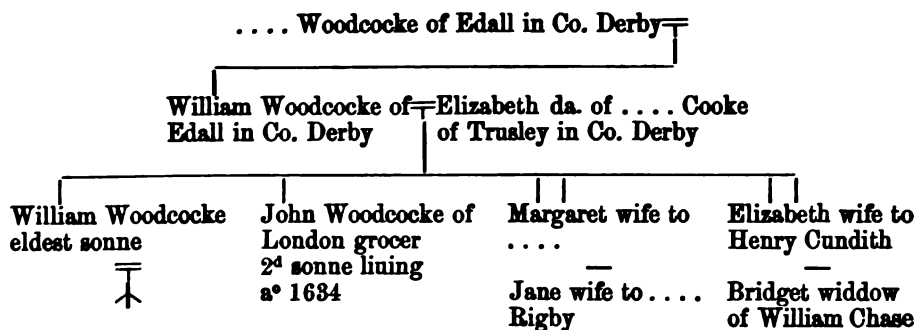 .... Woodcocke of Edall in Co. Derby
William Woodcocke of
Edall in Co. Derby
Elizabeth da. of .... Cooke
of Trusley in Co. Derby
William Woodcocke
eldest sonne
John Woodcocke of
London grocer
2ᵈ sonne liuing
aº 1634
Margaret wife to
....
Jane wife to ....
Rigby
Elizabeth wife to
Henry Cundith
Bridget widdow
of William Chase